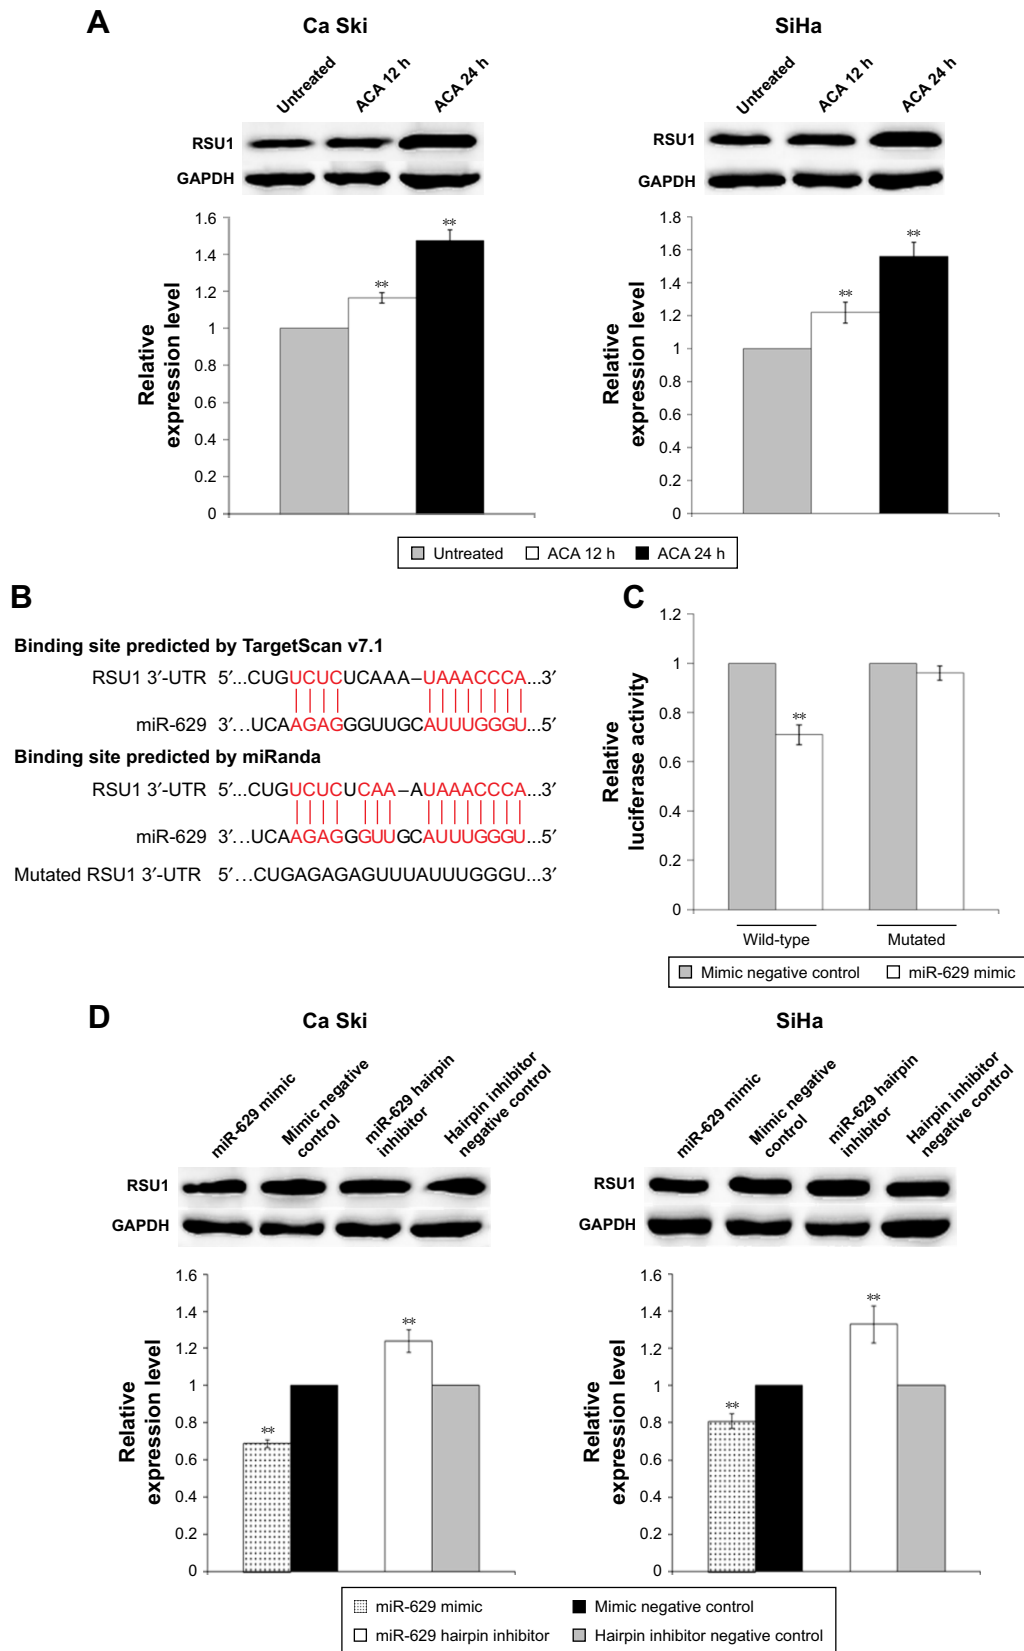 A
Ca Ski
SiHa
Untreated
ACA 12 h
ACA 24 h
Untreated
ACA 12 h
ACA 24 h
RSU1
GAPDH
RSU1
GAPDH
Relative
expression level
1.6
1.4
1.2
1
0.8
0.6
0.4
0.2
0
**
**
Relative
expression level
1.8
1.6
1.4
1.2
1
0.8
0.6
0.4
0.2
0
**
**
Untreated ACA 12 h ACA 24 h
B
Binding site predicted by TargetScan v7.1
RSU1 3′-UTR 5′...CUGUCUCUCAAA–UAAACCCA...3′
miR-629 3′...UCAAGAGGGUUGCAUUUGGGU...5′
Binding site predicted by miRanda
RSU1 3′-UTR 5′...CUGUCUCUCAA–AUAAACCCA...3′
miR-629 3′...UCAAGAGGGUUGCAUUUGGGU...5′
Mutated RSU1 3′-UTR 5′...CUGAGAGAGUUUAUUUGGGU...3′
C
Relative
luciferase activity
1.2
1
0.8
0.6
0.4
0.2
0
**
Wild-type
Mutated
Mimic negative control miR-629 mimic
D
Ca Ski
SiHa
miR-629 mimic
Mimic negative
control
miR-629 hairpin
inhibitor
Hairpin inhibitor
negative control
miR-629 mimic
Mimic negative
control
miR-629 hairpin
inhibitor
Hairpin inhibitor
negative control
RSU1
GAPDH
RSU1
GAPDH
Relative
expression level
1.6
1.4
1.2
1
0.8
0.6
0.4
0.2
0
**
**
Relative
expression level
1.6
1.4
1.2
1
0.8
0.6
0.4
0.2
0
**
**
miR-629 mimic Mimic negative control
miR-629 hairpin inhibitor Hairpin inhibitor negative control